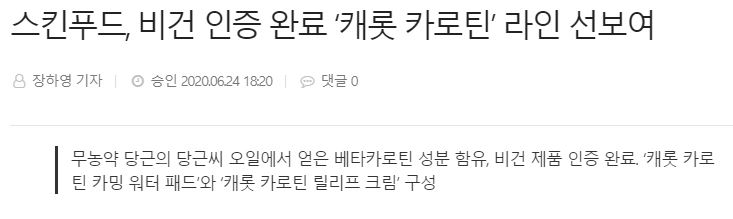 스킨푸드, 비건 인증 완료 ‘캐롯 카로틴’ 라인 선보여
장하영 기자 승인 2020.06.24 18:20 댓글 0
무농약 당근의 당근씨 오일에서 얻은 베타카로틴 성분 함유, 비건 제품 인증 완료. ‘캐롯 카로
틴 카밍 워터 패드’와 ‘캐롯 카로틴 릴리프 크림’ 구성